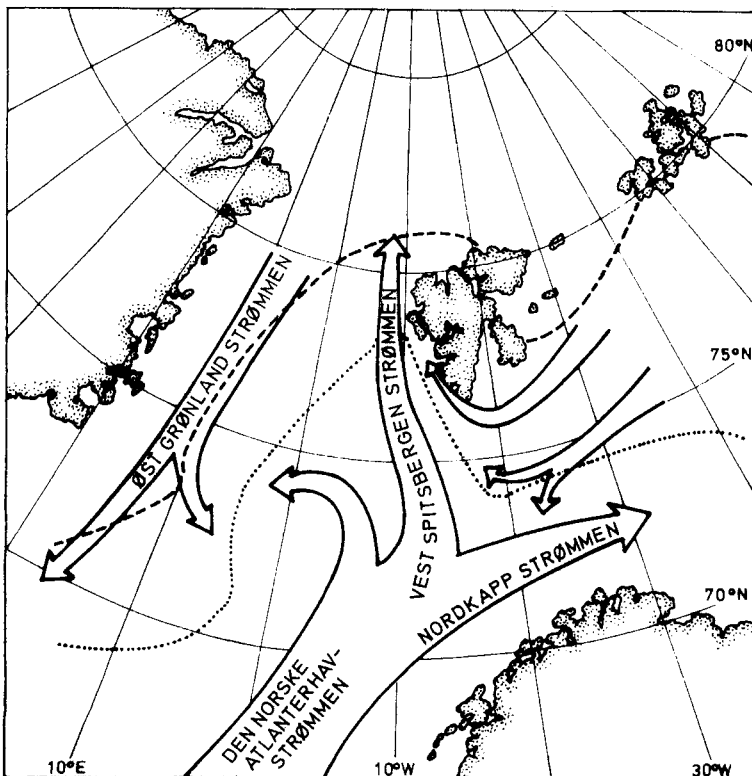 80°N
ØST GRØNLAND STRØMMEN
VEST SPITSBERGEN STRØMMEN
75°N
NORDKAPP STRØMMEN
70°N
DEN NORSKE
ATLANTERHAV-
STRØMMEN
10°E
10°W
30°W